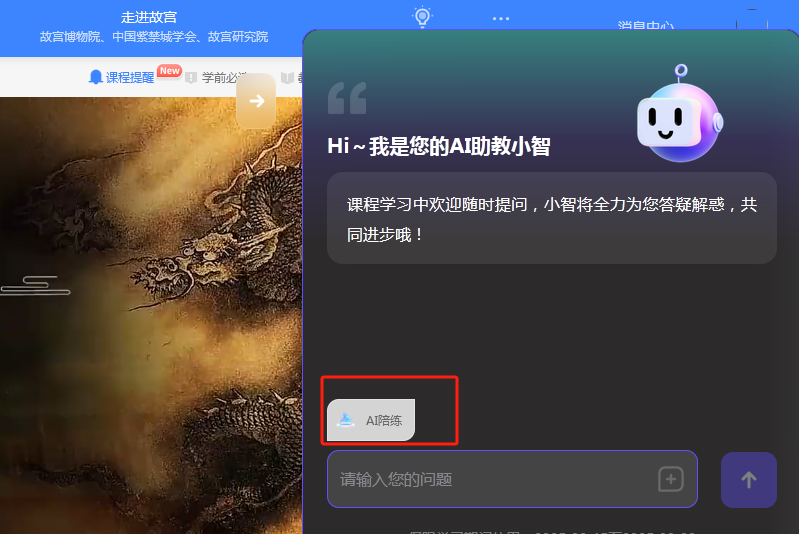 走进故宫
故宫博物院、中国紫禁城学会、故宫研究院
消息中心
课程提醒
New
学前必
Hi～我是您的AI助教小智
课程学习中欢迎随时提问，小智将全力为您答疑解惑，共
同进步哦！
AI陪练
请输入您的问题